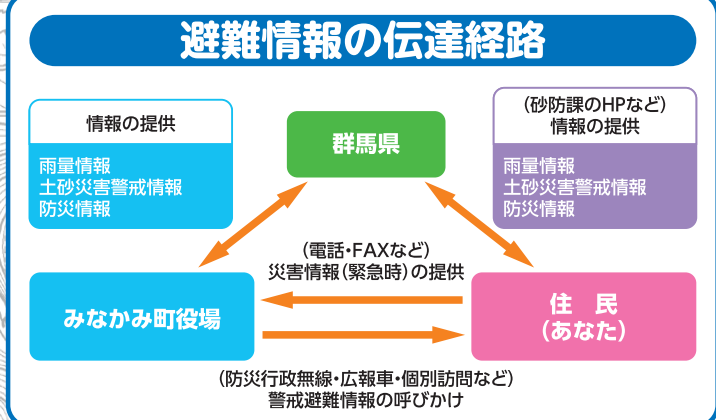 避難情報の伝達経路
情報の提供
雨量情報
土砂災害警戒情報
防災情報
群馬県
(砂防課のHPなど)
情報の提供
雨量情報
土砂災害警戒情報
防災情報
(電話・FAXなど)
災害情報(緊急時)の提供
みなかみ町役場
住 民
(あなた)
(防災行政無線・広報車・個別訪問など)
警戒避難情報の呼びかけ